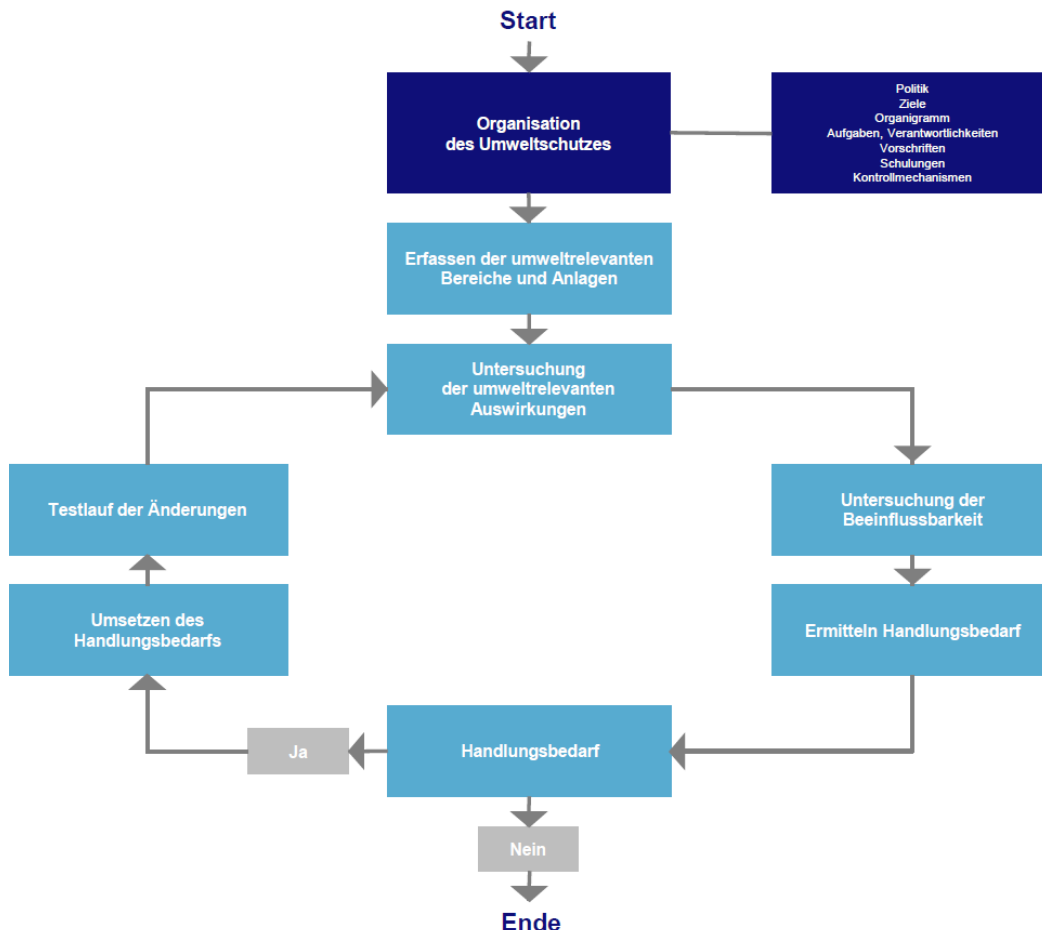 Start
Organisation
des Umweltschutzes
Politik
Ziele
Organigramm
Aufgaben, Verantwortlichkeiten
Vorschriften
Schulungen
Kontrollmechanismen
Erfassen der umweltrelevanten
Bereiche und Anlagen
Untersuchung
der umweltrelevanten
Auswirkungen
Testlauf der Änderungen
Untersuchung der
Beeinflussbarkeit
Umsetzen des
Handlungsbedarfs
Ermitteln Handlungsbedarf
Ja
Handlungsbedarf
Nein
Ende